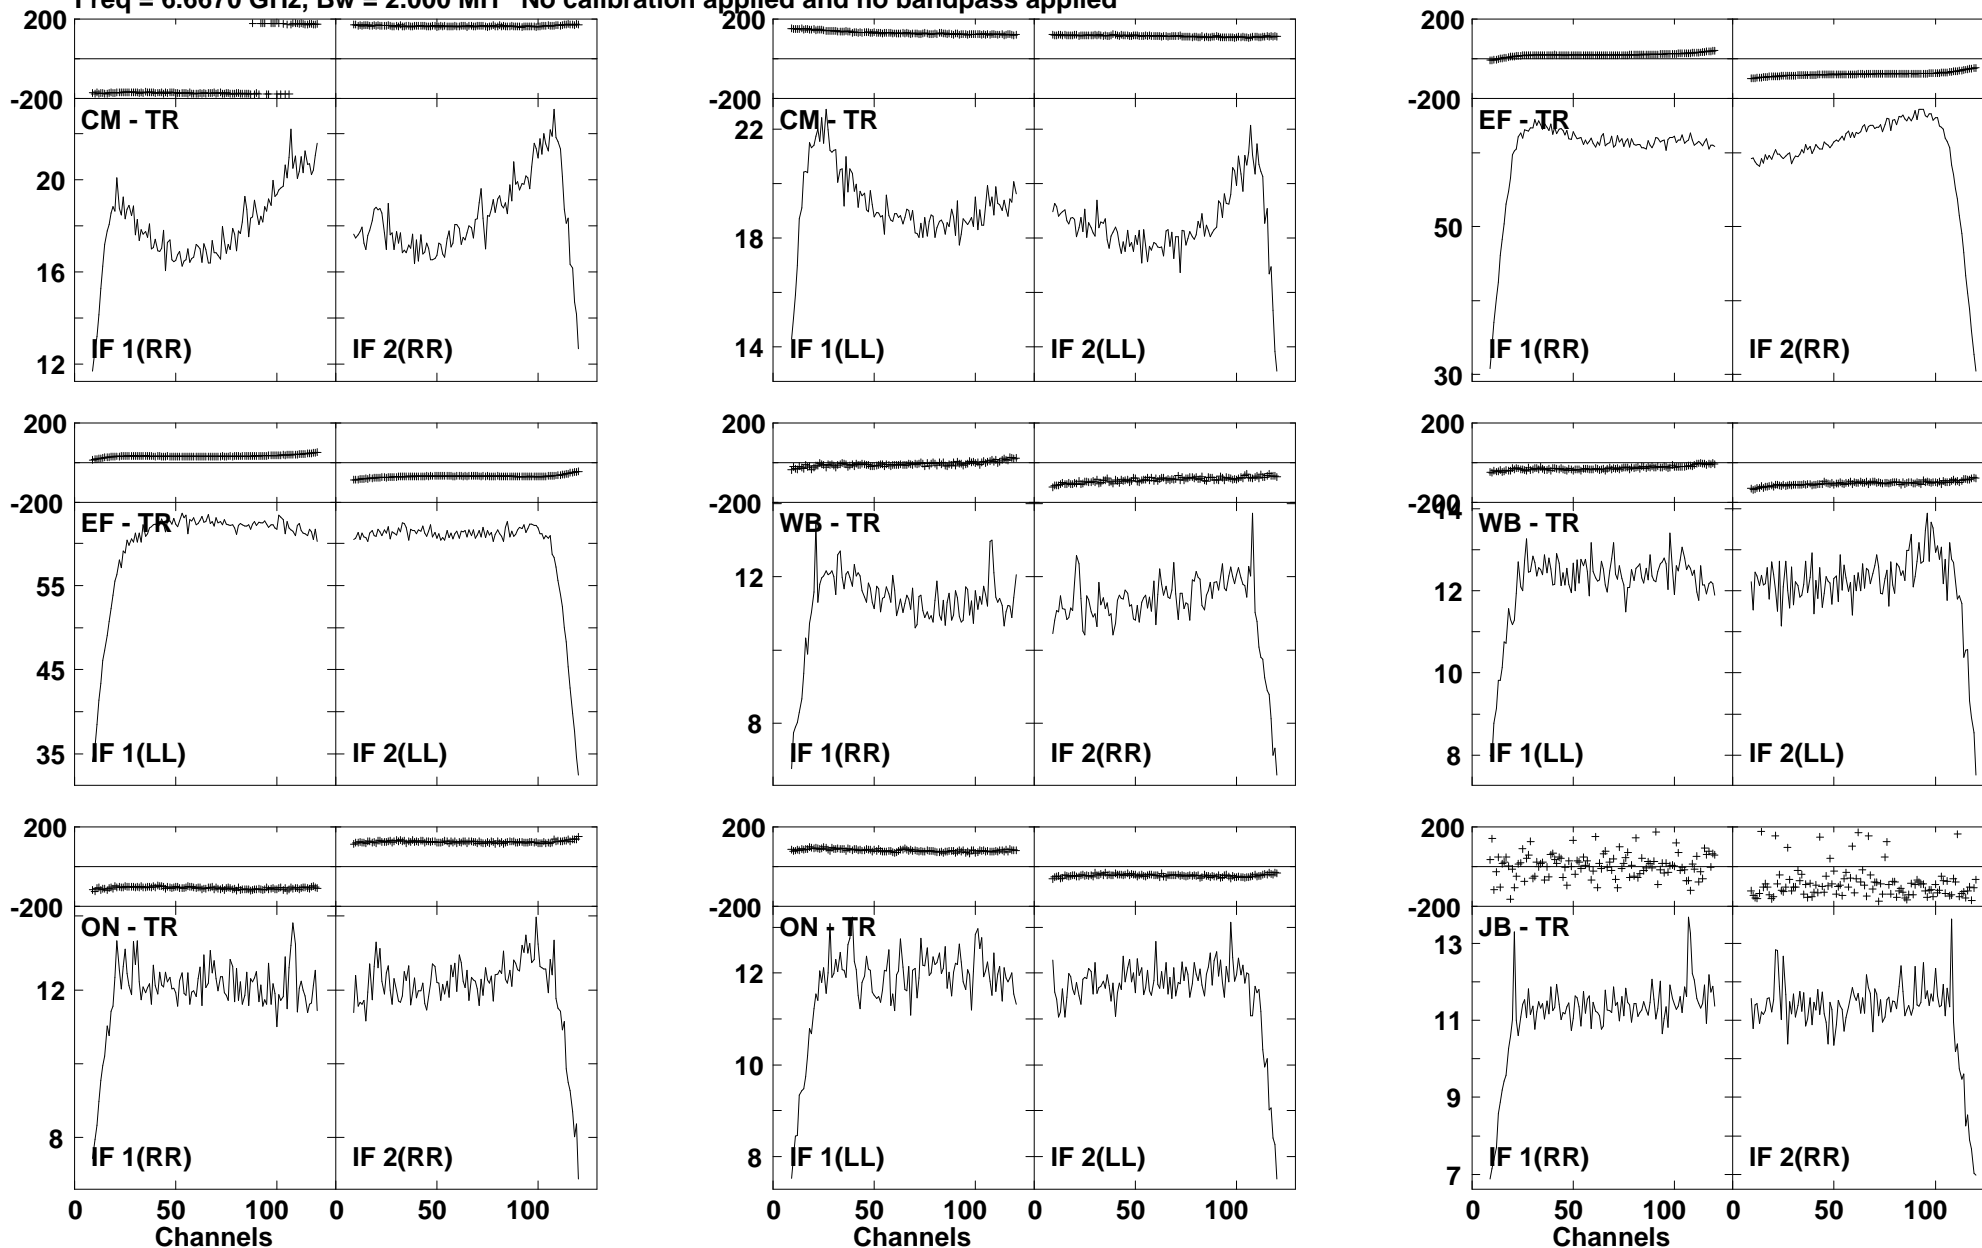 Freq = 6.6670 GHz, Bw = 2.000 MH No calibration applied and no bandpass applied
200 200 200
-200 -200 -200
CM - TR CM - TR EF - TR
20 16 12
22 18 14
50 30
IF 1(RR) IF 2(RR) IF 1(LL) IF 2(LL) IF 1(RR) IF 2(RR)
200 200 200
-200 -200 -200
EF - TR WB - TR WB - TR
55 45 35
12 8
14 12 10 8
IF 1(LL) IF 2(LL) IF 1(RR) IF 2(RR) IF 1(LL) IF 2(LL)
200 200 200
-200 -200 -200
ON - TR ON - TR JB - TR
12 8
12 10 8
13 11 9 7
IF 1(RR) IF 2(RR) IF 1(LL) IF 2(LL) IF 1(RR) IF 2(RR)
0 50 100 0 50 100 0 50 100 0 50 100 0 50 100 0 50 100
Channels Channels Channels